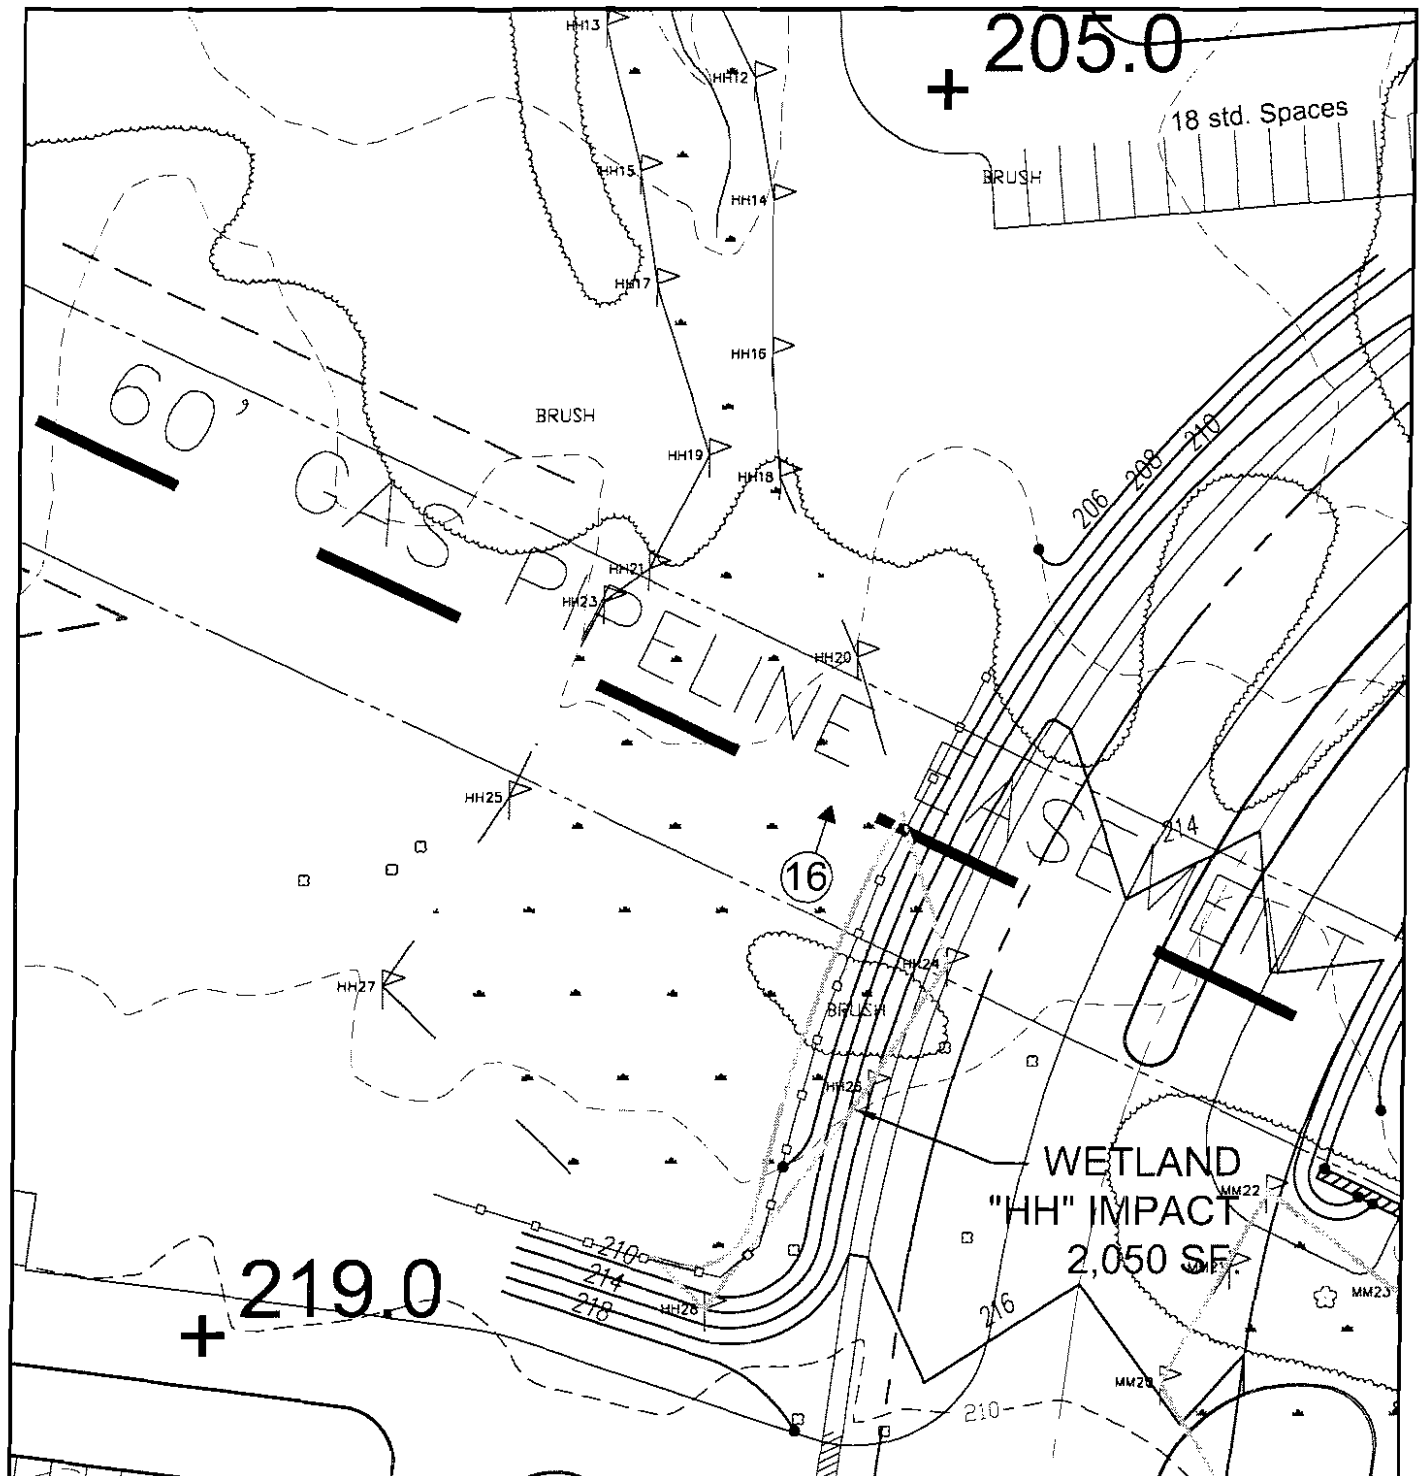 HH13
205.0
HH12
18 std. Spaces
HH15
BRUSH
HH14
HH17
HH16
60' GAS PIPELINE EASEMENT
BRUSH
206
208
210
HH19
HH18
HH21
HH23
HH20
HH25
214
16
HH24
HH27
BRUSH
HH26
WETLAND
"HH" IMPACT
2,050 SF.
MM22
MM21
MM23
210
214
218
HH28
219.0
216
MM20
210